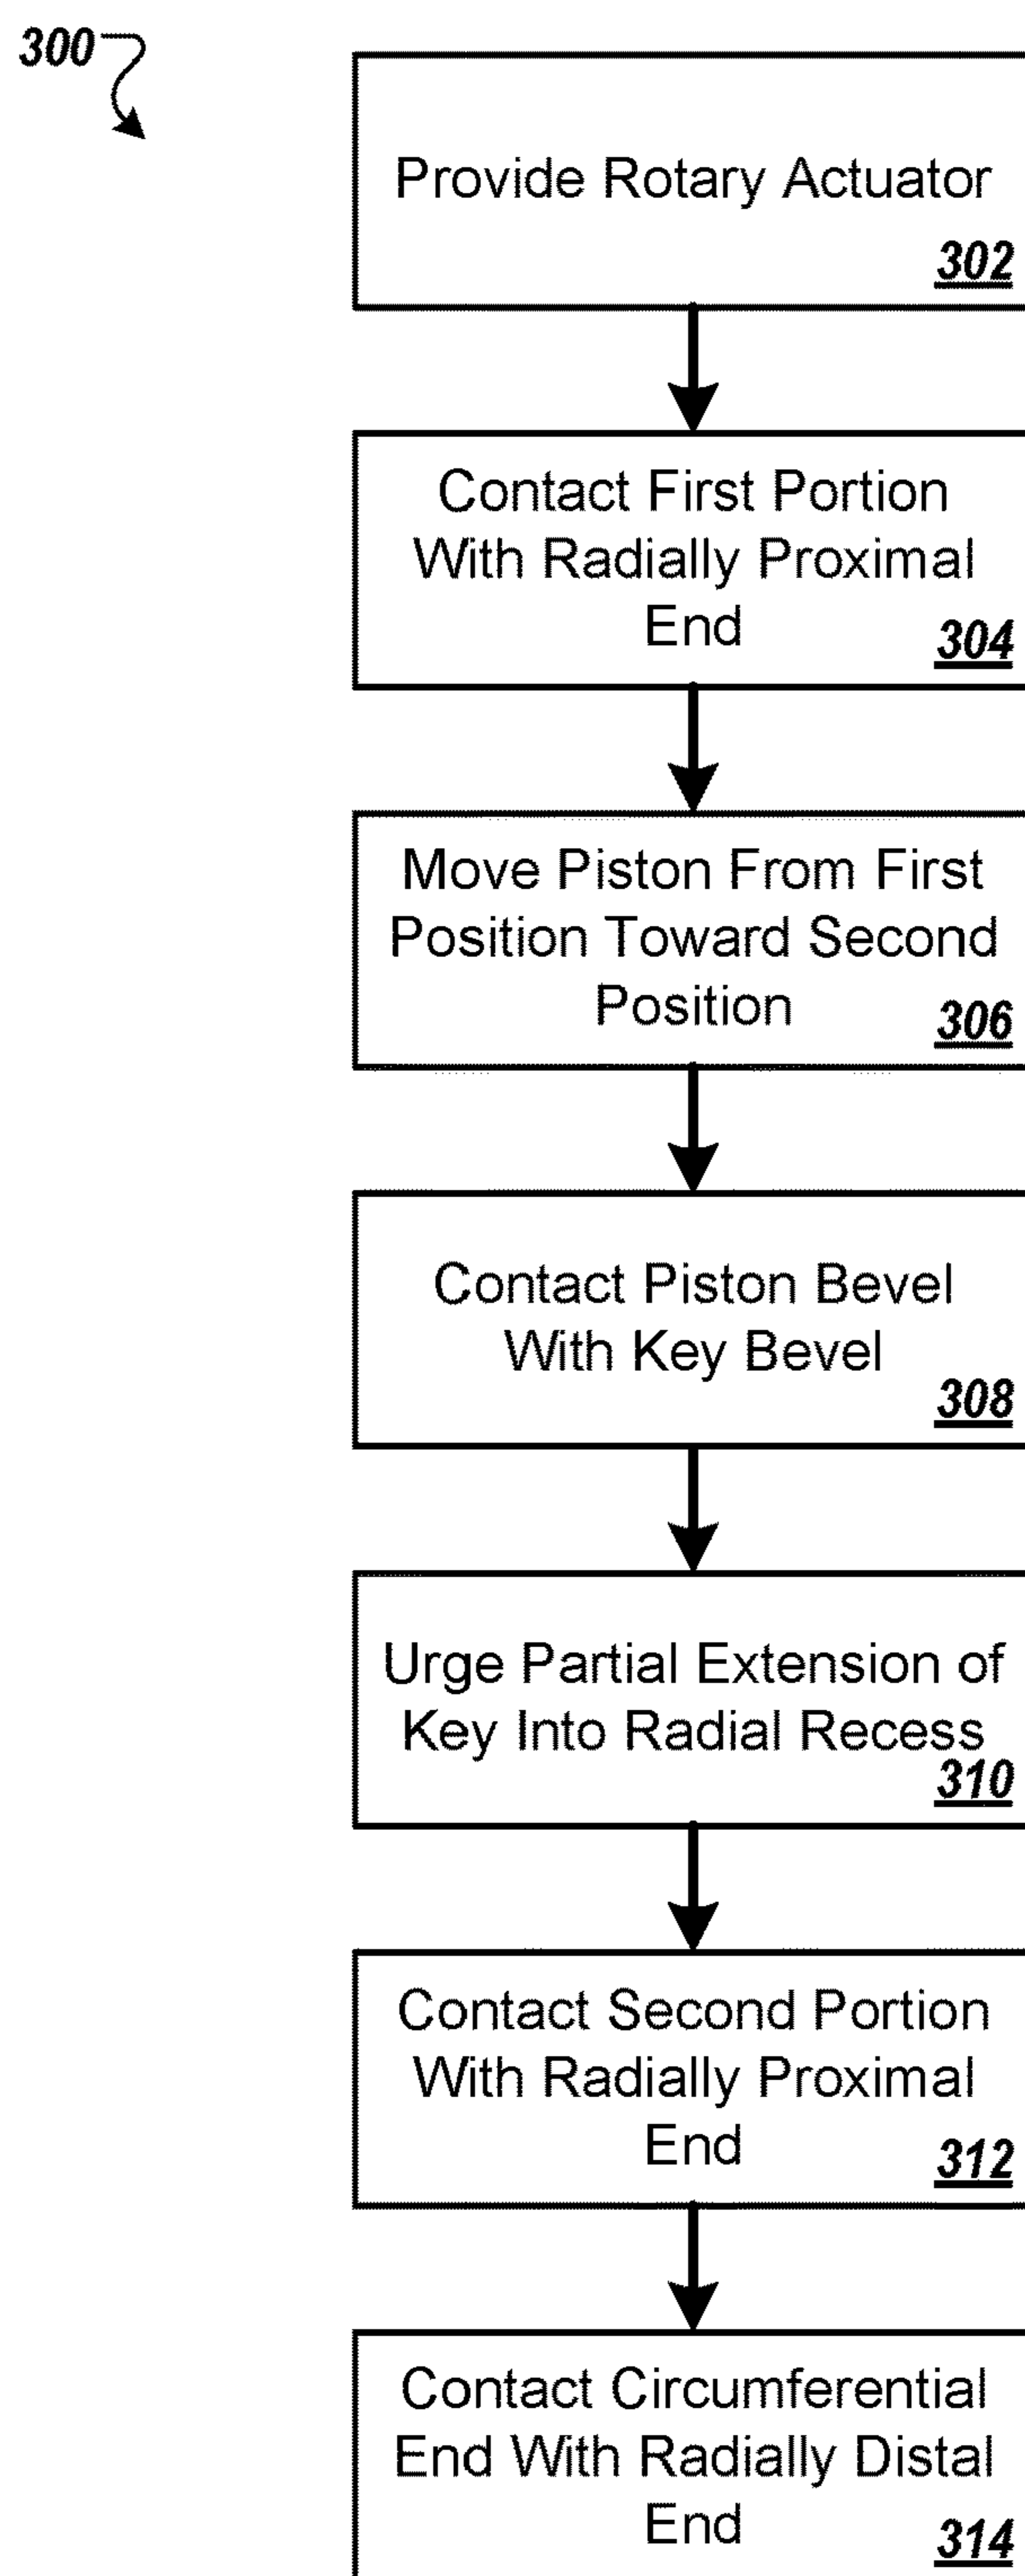 300
Provide Rotary Actuator
302
Contact First Portion
With Radially Proximal
End
304
Move Piston From First
Position Toward Second
Position
306
Contact Piston Bevel
With Key Bevel
308
Urge Partial Extension of
Key Into Radial Recess
310
Contact Second Portion
With Radially Proximal
End
312
Contact Circumferential
End With Radially Distal
End
314